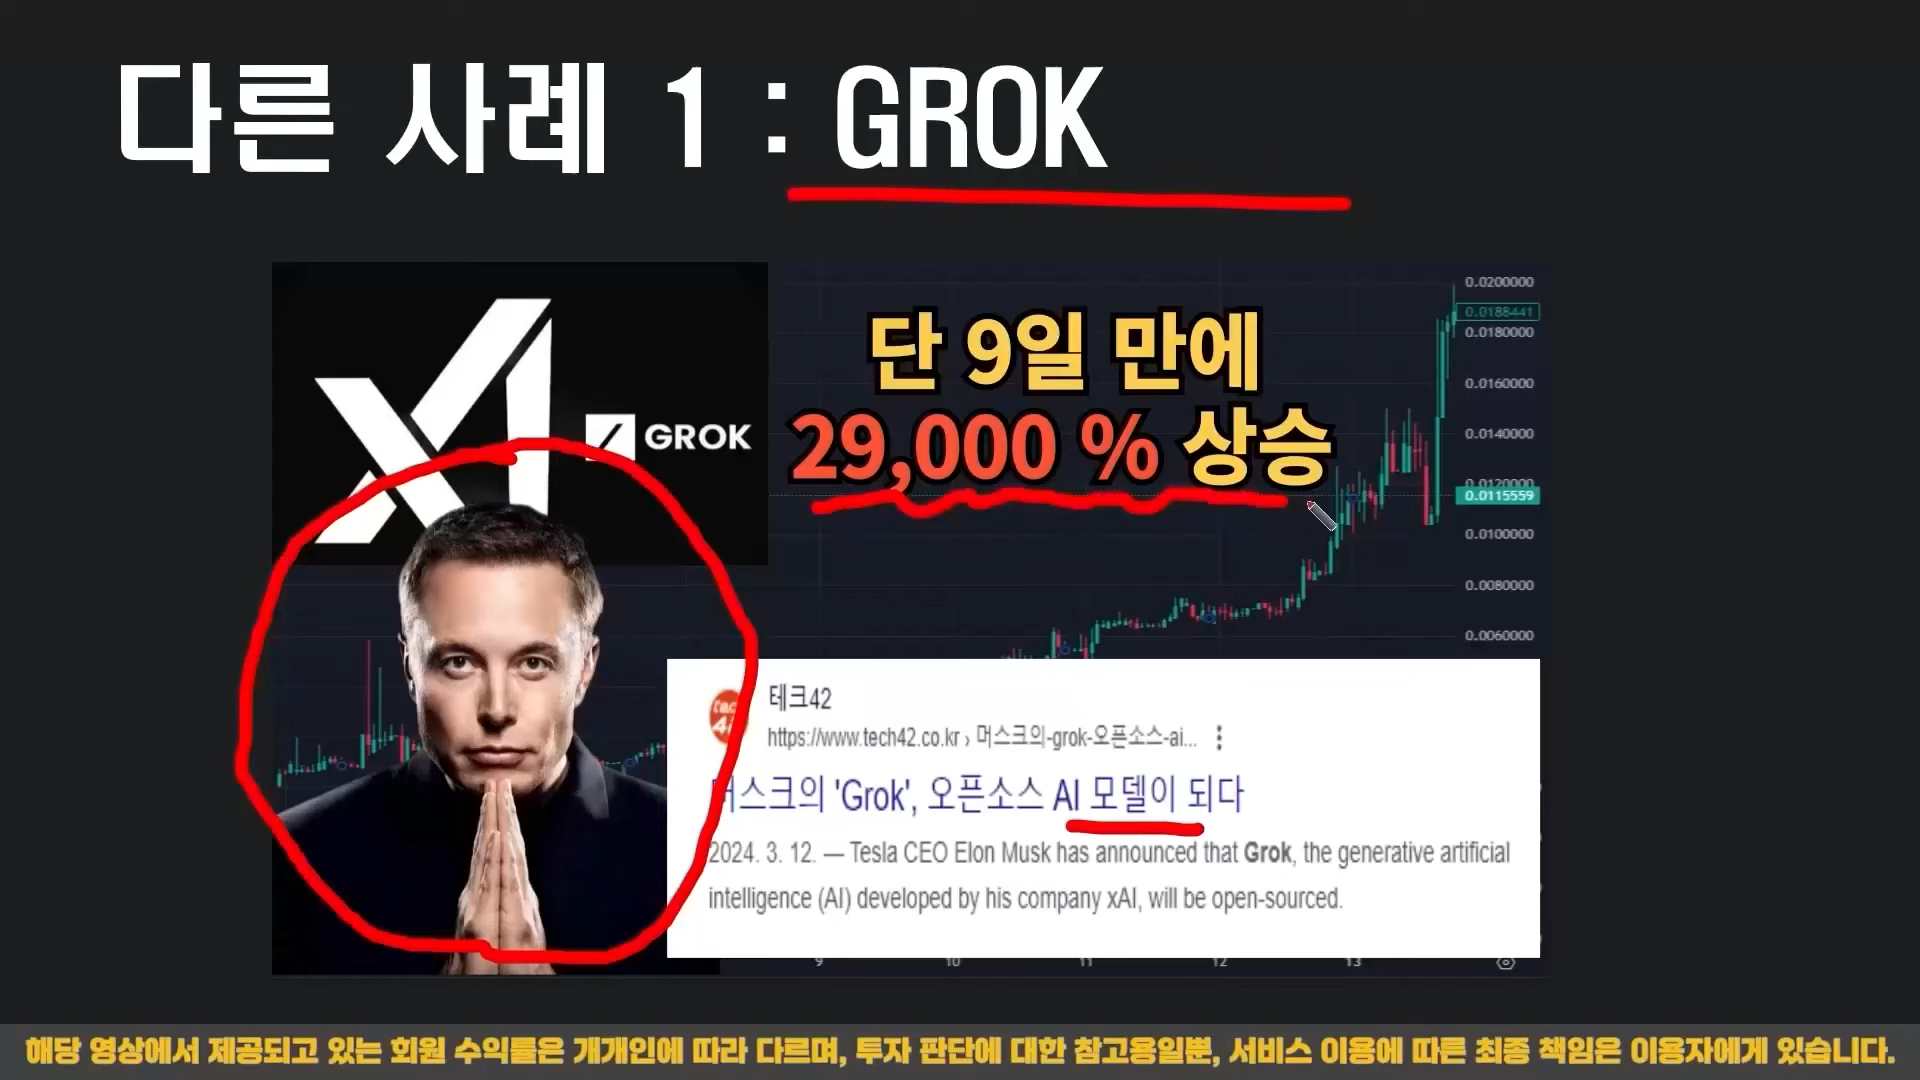 다른 사례 1 : GROK
GROK
단 9일 만에
29,000 % 상승
0.0200000
0.0188441
0.0180000
0.0160000
0.0140000
0.0120000
0.0115559
0.0100000
0.0080000
0.0060000
테크42
https://www.tech42.co.kr › 머스크의-grok-오픈소스-ai...
머스크의 'Grok', 오픈소스 AI 모델이 되다
2024. 3. 12. — Tesla CEO Elon Musk has announced that Grok, the generative artificial
intelligence (AI) developed by his company xAI, will be open-sourced.
9 10 11 12 13
해당 영상에서 제공되고 있는 회원 수익률은 개개인에 따라 다르며, 투자 판단에 대한 참고용일뿐, 서비스 이용에 따른 최종 책임은 이용자에게 있습니다.